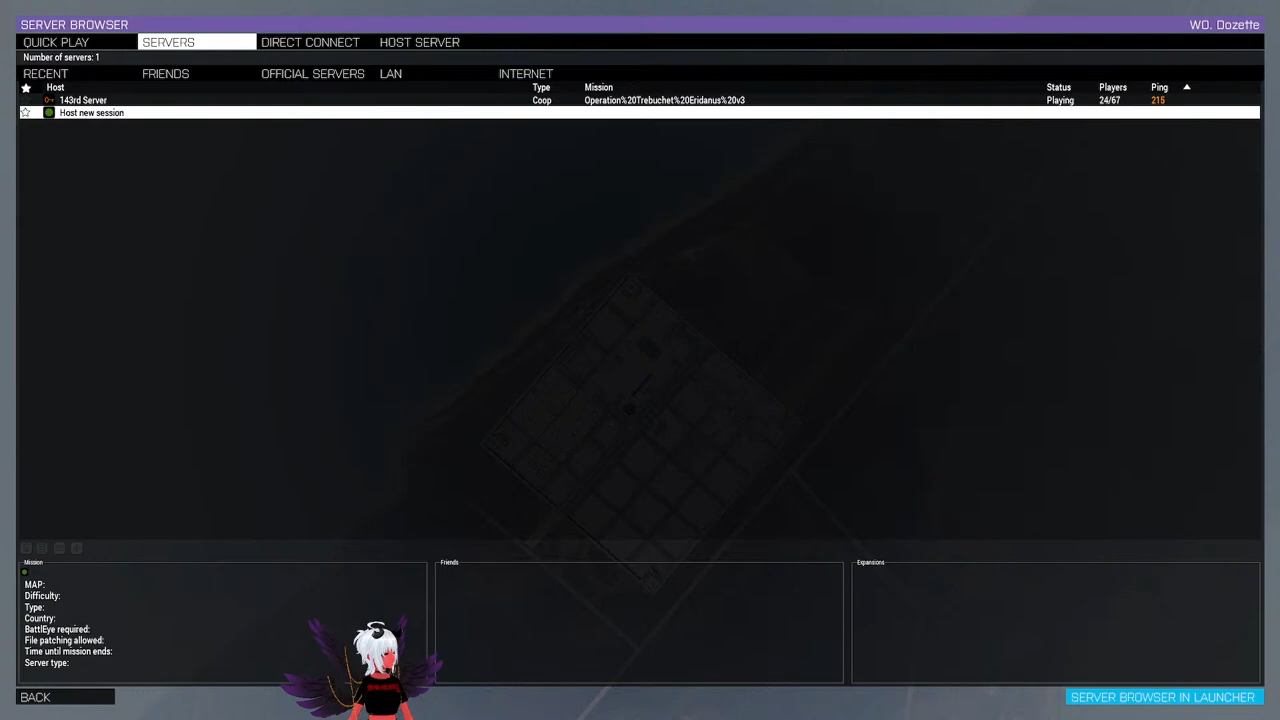 SERVER BROWSER WO. Dozette
QUICK PLAY SERVERS DIRECT CONNECT HOST SERVER
Number of servers: 1
RECENT FRIENDS OFFICIAL SERVERS LAN INTERNET
Host Type Mission Status Players Ping
143rd Server Coop Operation%20Trebuchet%20Eridanus%20v3 Playing 24/67 215
Host new session
Mission Friends Expansions
MAP:
Difficulty:
Type:
Country:
BattlEye required:
File patching allowed:
Time until mission ends:
Server type:
BACK SERVER BROWSER IN LAUNCHER